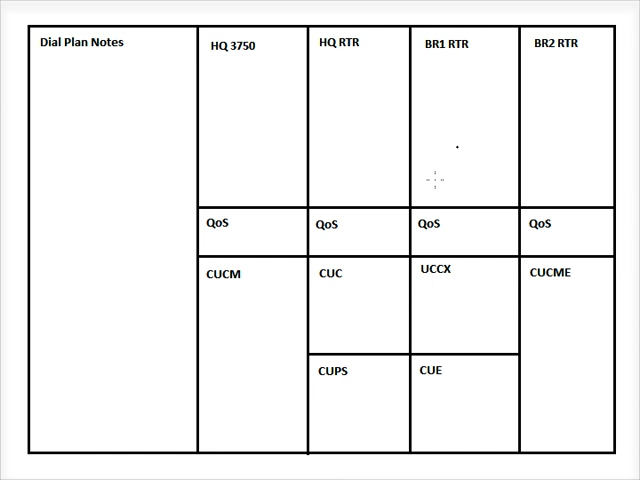 Dial Plan Notes
HQ 3750
HQ RTR
BR1 RTR
BR2 RTR
QoS
QoS
QoS
QoS
CUCM
CUC
UCCX
CUCME
CUPS
CUE